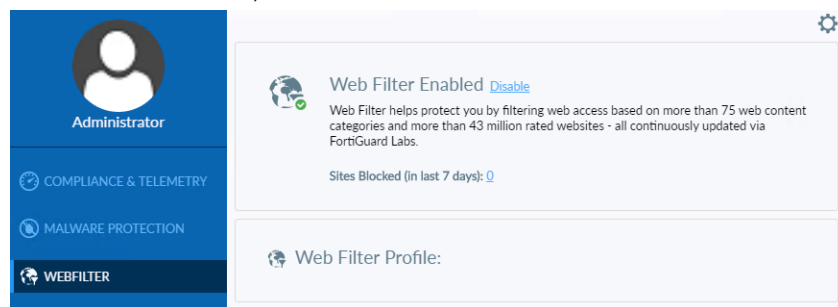 Administrator
COMPLIANCE & TELEMETRY
MALWARE PROTECTION
WEBFILTER
Web Filter Enabled Disable
Web Filter helps protect you by filtering web access based on more than 75 web content
categories and more than 43 million rated websites - all continuously updated via
FortiGuard Labs.
Sites Blocked (in last 7 days): 0
Web Filter Profile: